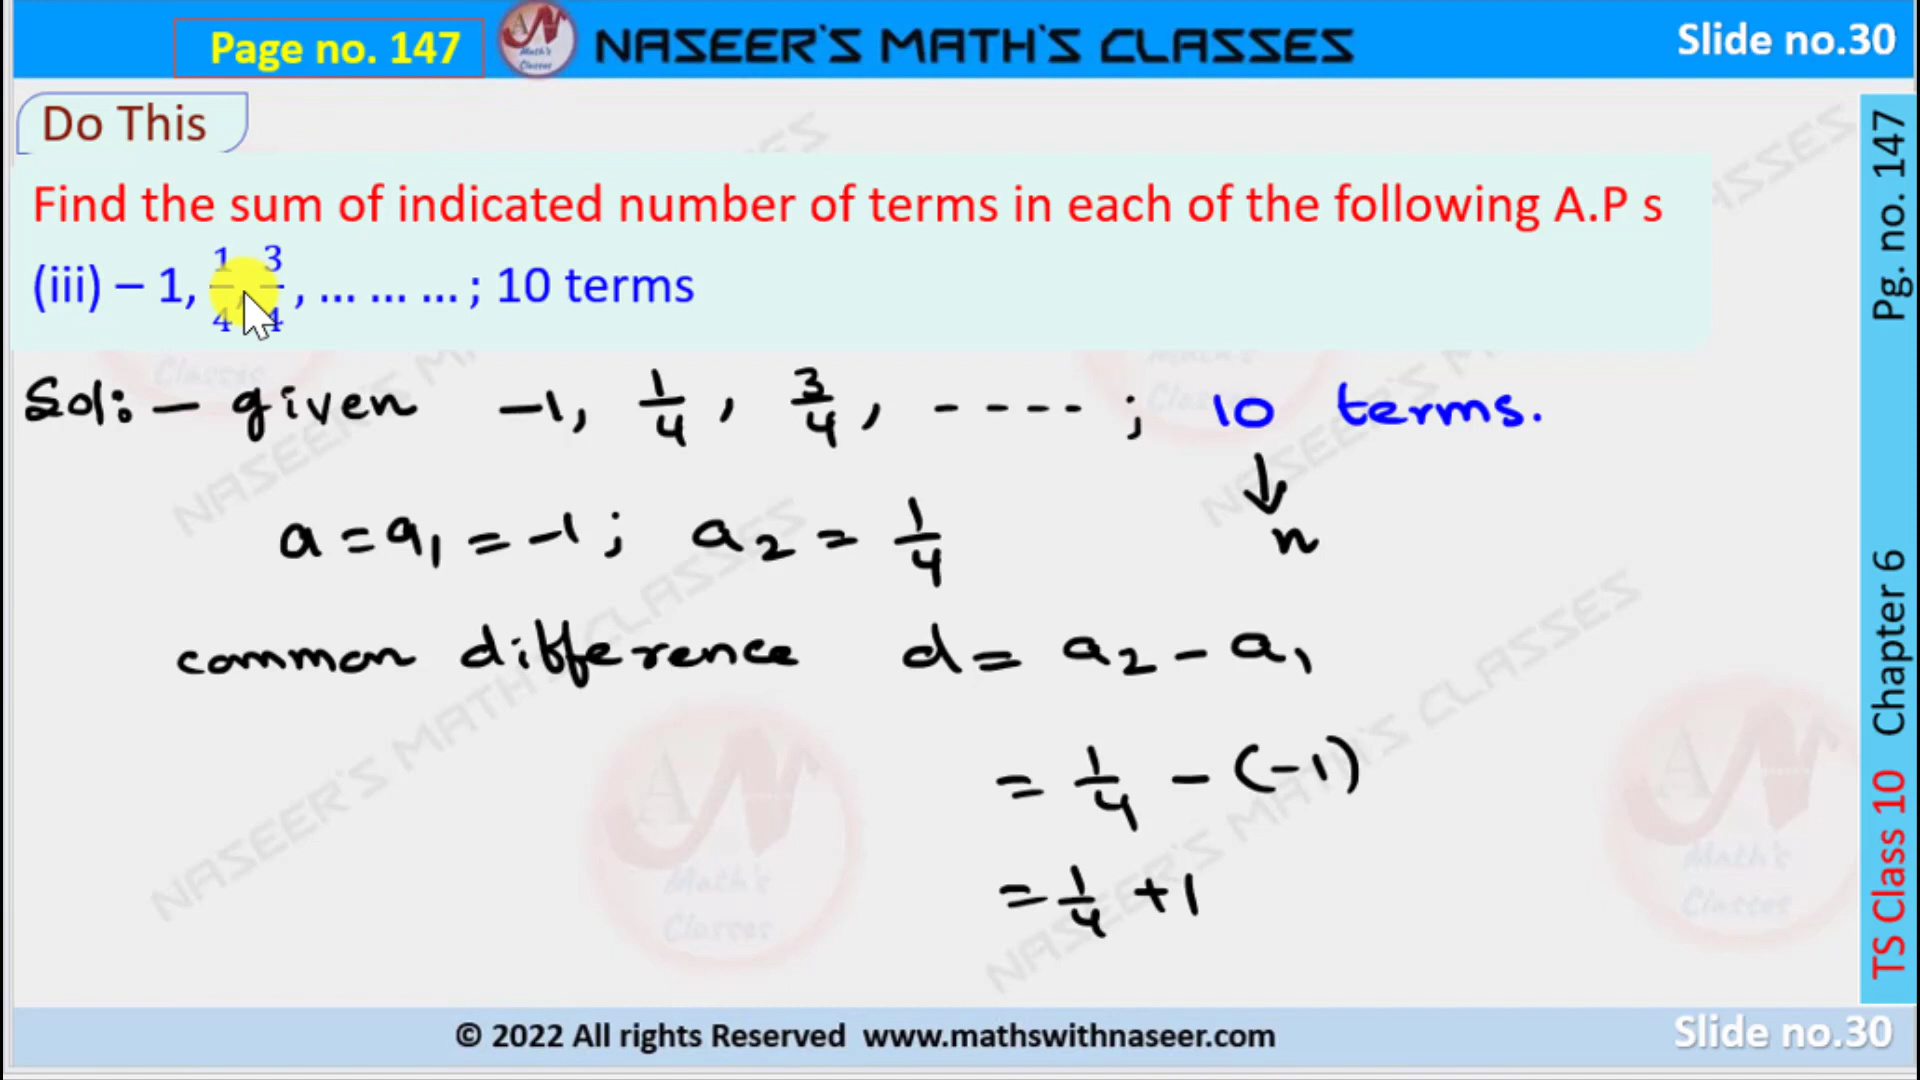 Page no. 147
NASEER'S MATH'S CLASSES
Slide no.30
Do This
Find the sum of indicated number of terms in each of the following A.P s
(iii) – 1, 1/4, 3/4, ... ... ... ; 10 terms
Sol: - given -1, 1/4, 3/4, - - - - ; 10 terms.
↓
n
a = a₁ = -1 ; a₂ = 1/4
common difference d = a₂ - a₁
= 1/4 - (-1)
= 1/4 + 1
Pg. no. 147
TS Class 10 Chapter 6
© 2022 All rights Reserved www.mathswithnaseer.com
Slide no.30